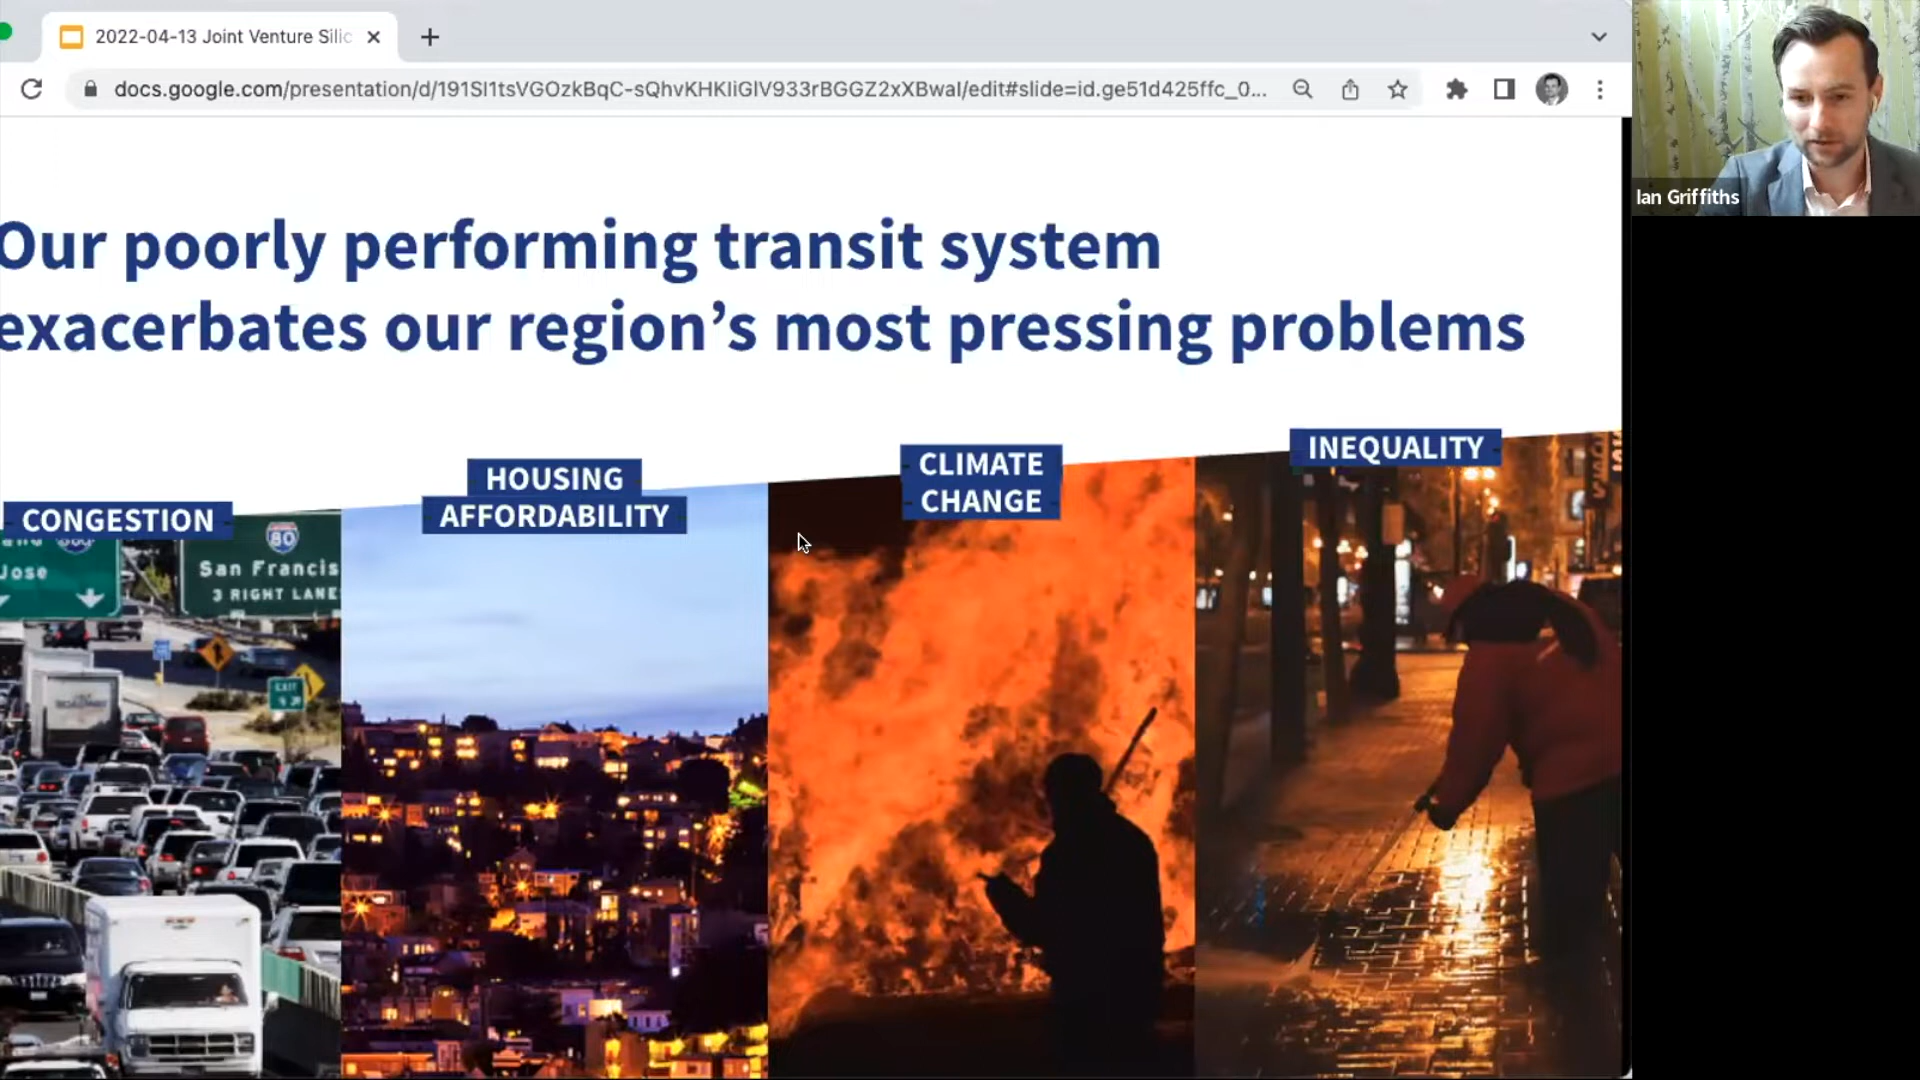 2022-04-13 Joint Venture Silic
docs.google.com/presentation/d/191SI1tsVGOzkBqC-sQhvKHKIiGlV933rBGGZ2xXBwaI/edit#slide=id.ge51d425ffc_0...
Ian Griffiths
Our poorly performing transit system
exacerbates our region’s most pressing problems
CONGESTION
HOUSING
AFFORDABILITY
CLIMATE
CHANGE
INEQUALITY
Jose
80
San Francis
3 RIGHT LANE
EXIT